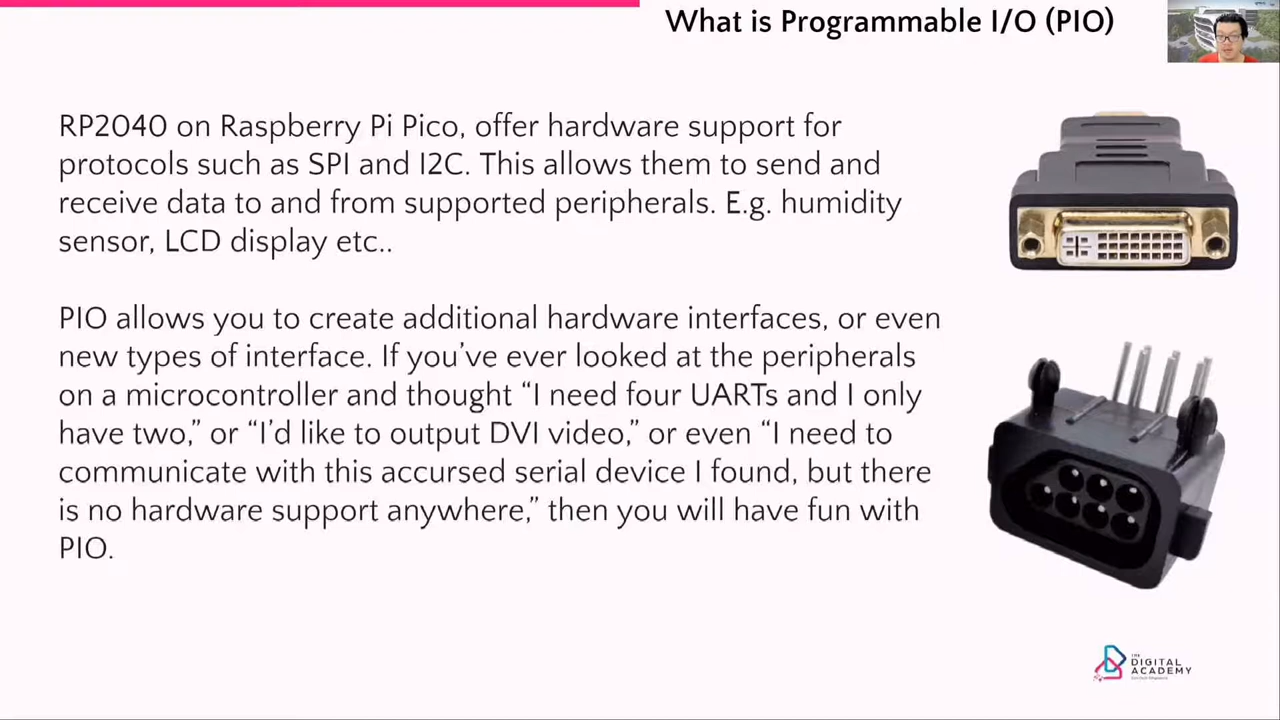 What is Programmable I/O (PIO)
RP2040 on Raspberry Pi Pico, offer hardware support for
protocols such as SPI and I2C. This allows them to send and
receive data to and from supported peripherals. E.g. humidity
sensor, LCD display etc..
PIO allows you to create additional hardware interfaces, or even
new types of interface. If you’ve ever looked at the peripherals
on a microcontroller and thought “I need four UARTs and I only
have two,” or “I’d like to output DVI video,” or even “I need to
communicate with this accursed serial device I found, but there
is no hardware support anywhere,” then you will have fun with
PIO.
THE
DIGITAL
ACADEMY